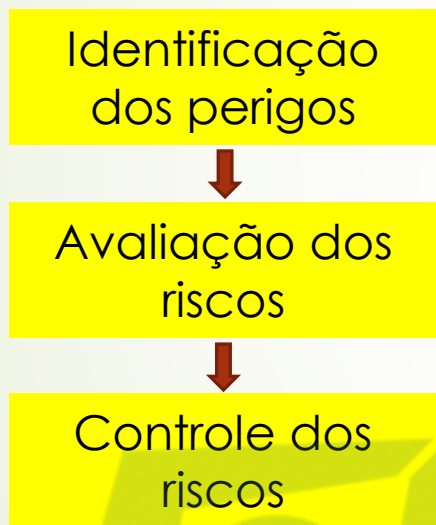 Identificação
dos perigos
Avaliação dos
riscos
Controle dos
riscos